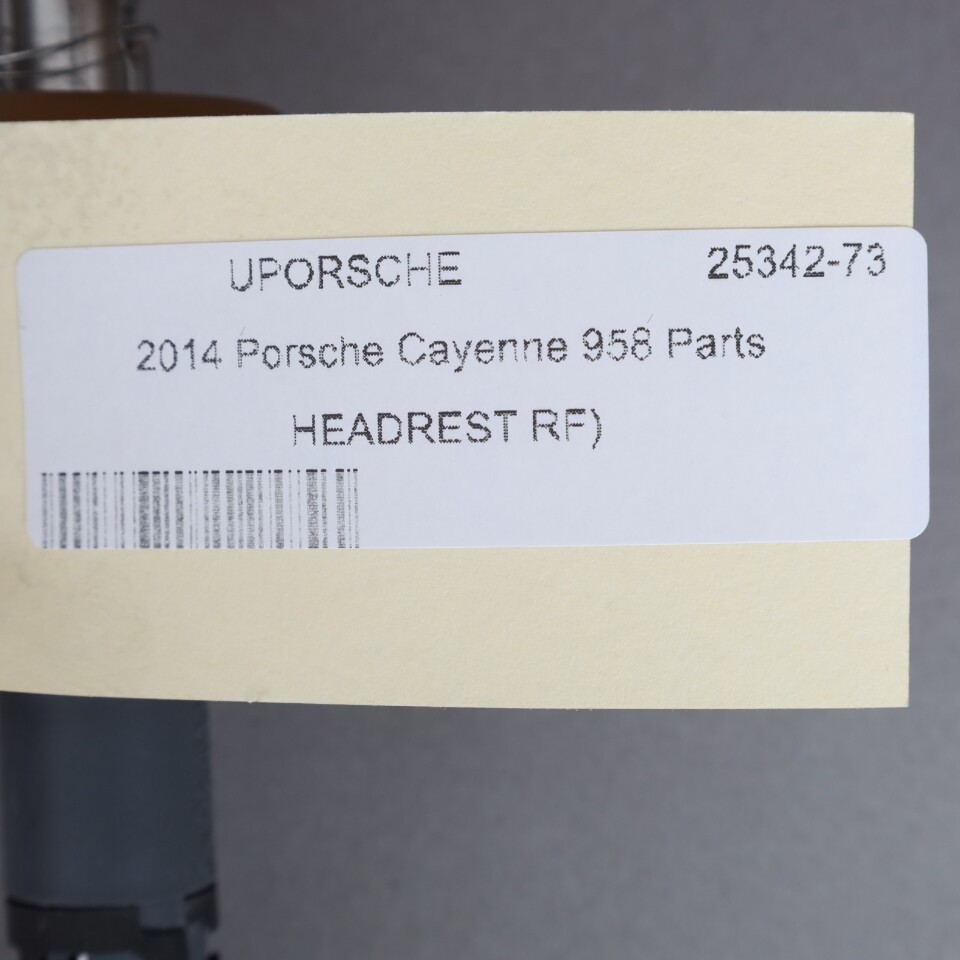 UPORSCHE 25342-73
2014 Porsche Cayenne 958 Parts
HEADREST RF)